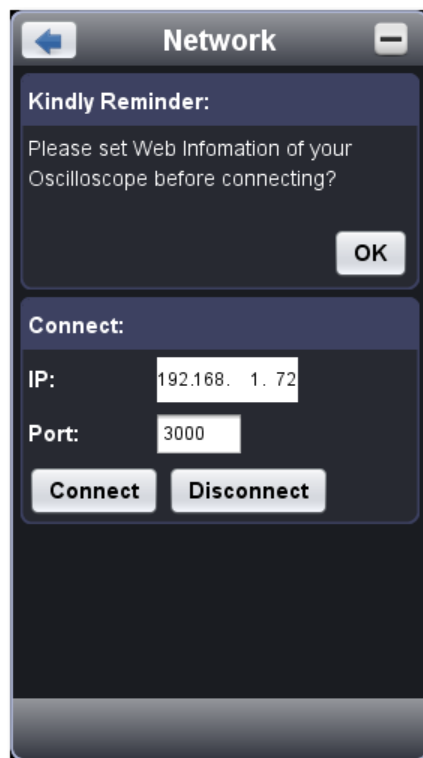 Network
Kindly Reminder:
Please set Web Infomation of your
Oscilloscope before connecting?
OK
Connect:
IP: 192.168. 1. 72
Port: 3000
Connect Disconnect